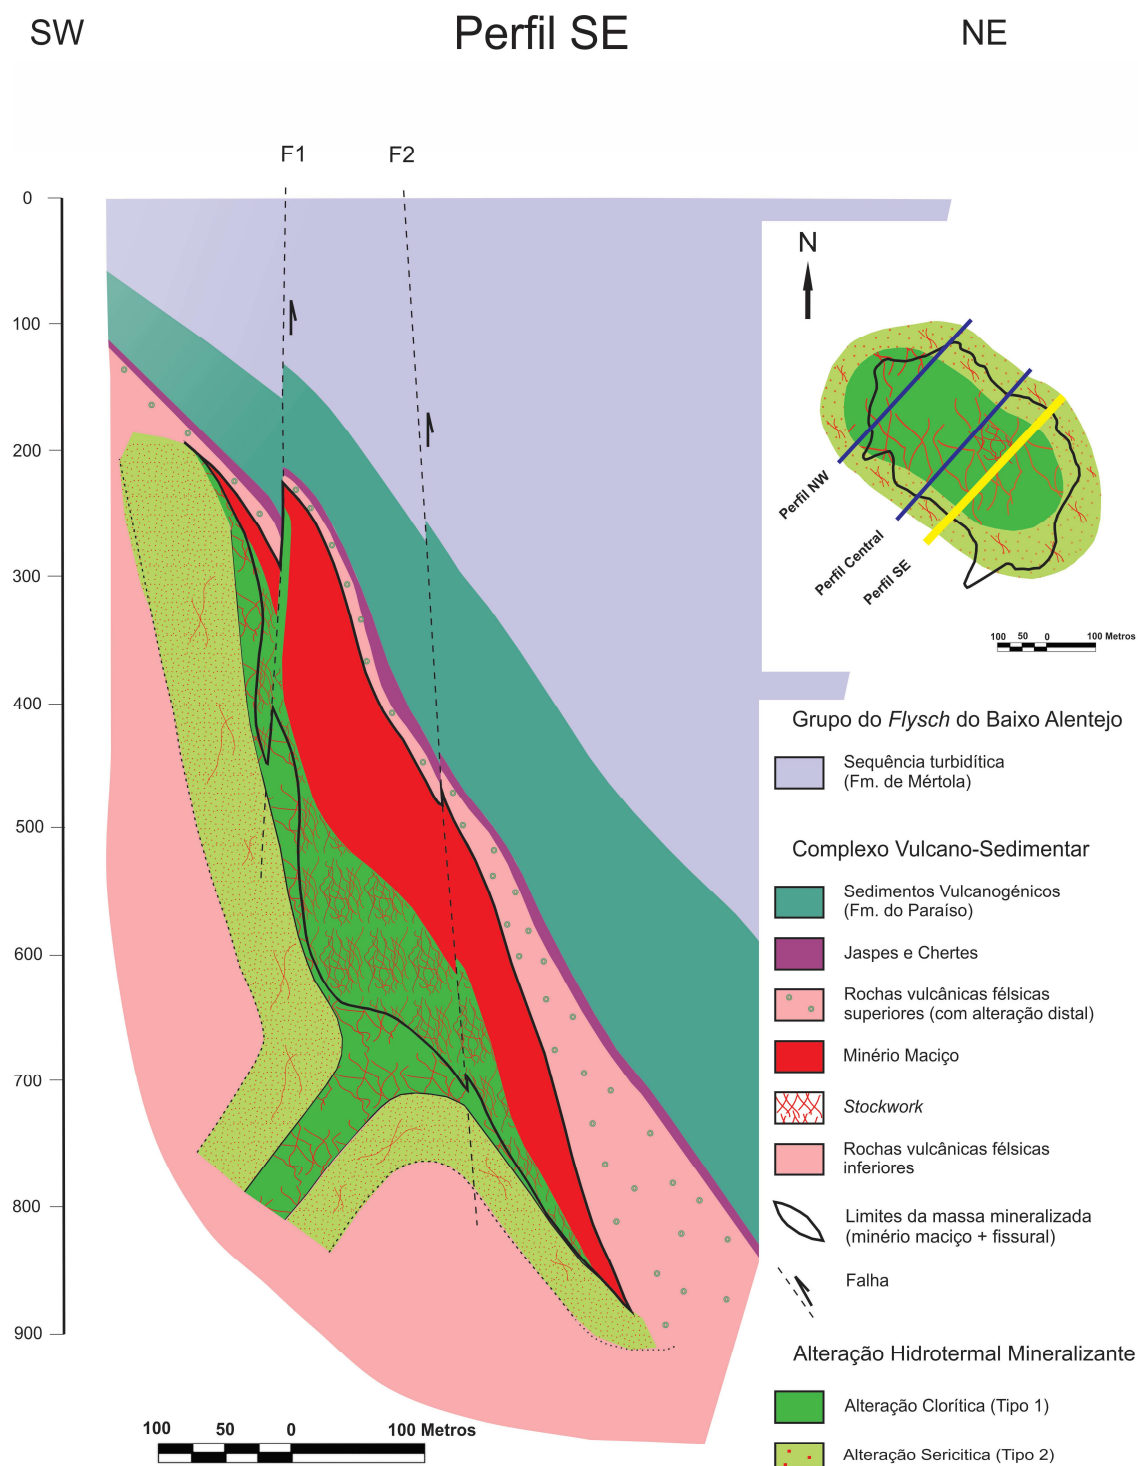 SW
Perfil SE
NE
F1
F2
0
100
200
300
400
500
600
700
800
900
N
Perfil NW
Perfil Central
Perfil SE
100 50 0 100 Metros
Grupo do Flysch do Baixo Alentejo
Sequência turbidítica
(Fm. de Mértola)
Complexo Vulcano-Sedimentar
Sedimentos Vulcanogénicos
(Fm. do Paraíso)
Jaspes e Chertes
Rochas vulcânicas félsicas
superiores (com alteração distal)
Minério Maciço
Stockwork
Rochas vulcânicas félsicas
inferiores
Limites da massa mineralizada
(minério maciço + fissural)
Falha
Alteração Hidrotermal Mineralizante
Alteração Clorítica (Tipo 1)
Alteração Sericitica (Tipo 2)
100 50 0 100 Metros